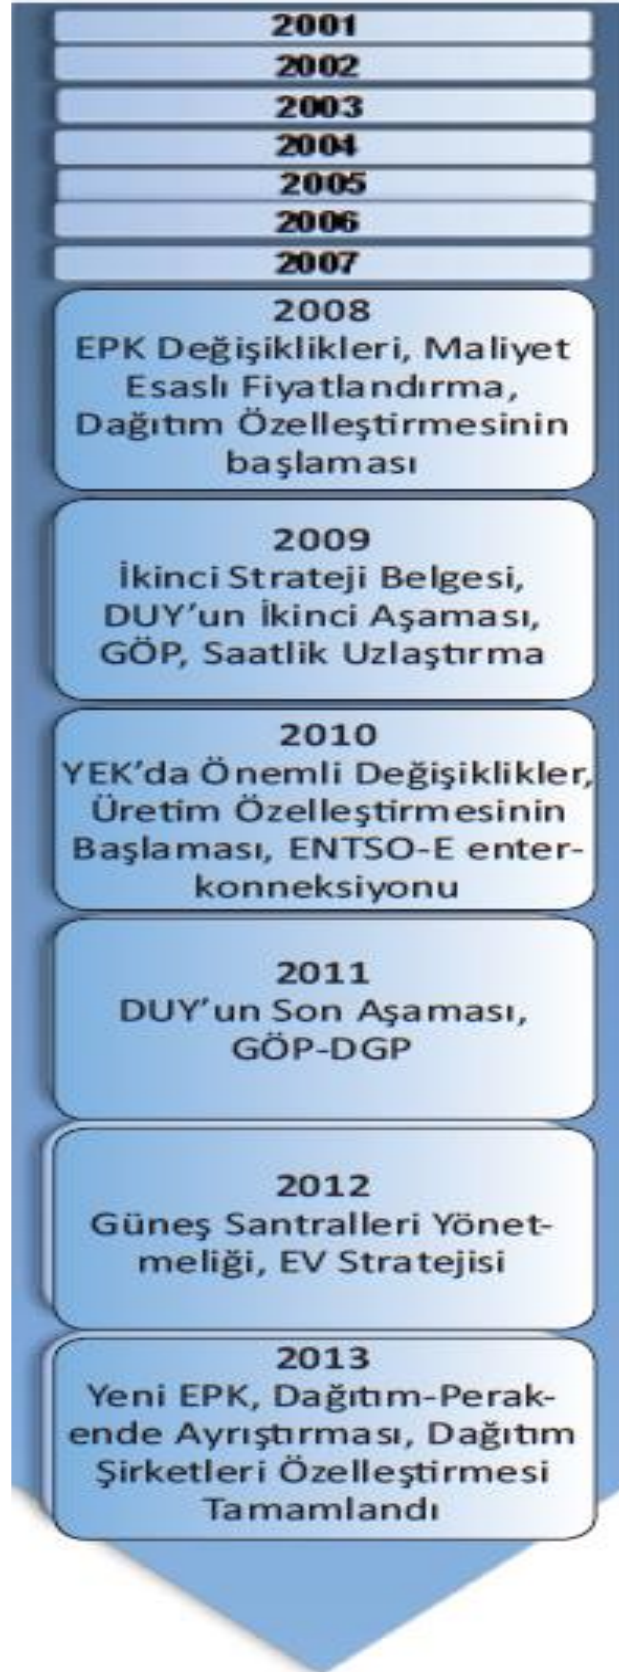 2001
2002
2003
2004
2005
2006
2007
2008
EPK Değişiklikleri, Maliyet
Esaslı Fiyatlandırma,
Dağıtım Özelleştirmesinin
başlaması
2009
İkinci Strateji Belgesi,
DUY'un İkinci Aşaması,
GÖP, Saatlik Uzlaştırma
2010
YEK'da Önemli Değişiklikler,
Üretim Özelleştirmesinin
Başlaması, ENTSO-E enter-
konneksiyonu
2011
DUY'un Son Aşaması,
GÖP-DGP
2012
Güneş Santralleri Yönet-
meliği, EV Stratejisi
2013
Yeni EPK, Dağıtım-Perak-
ende Ayrıştırması, Dağıtım
Şirketleri Özelleştirmesi
Tamamlandı